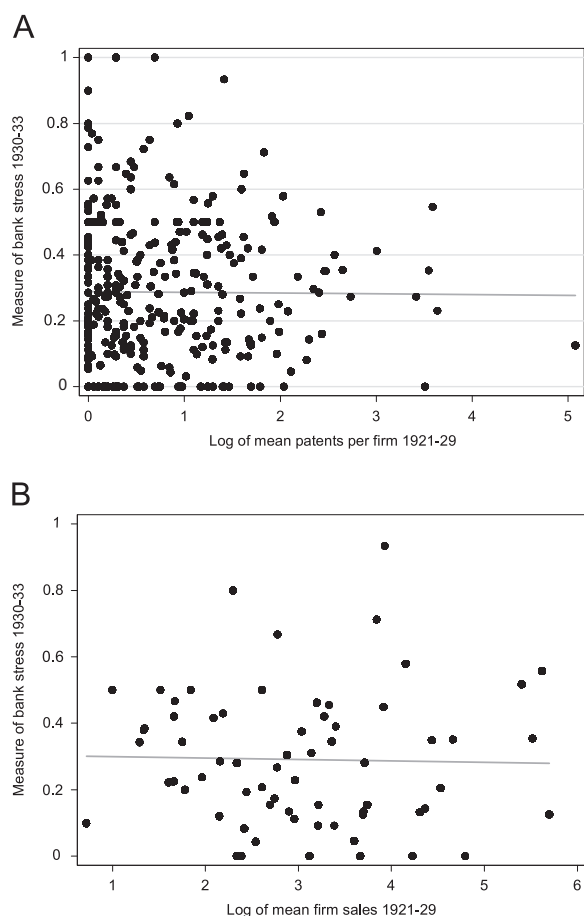 A
Measure of bank stress 1930-33
1
0.8
0.6
0.4
0.2
0
0 1 2 3 4 5
Log of mean patents per firm 1921-29
B
Measure of bank stress 1930-33
1
0.8
0.6
0.4
0.2
0
1 2 3 4 5 6
Log of mean firm sales 1921-29